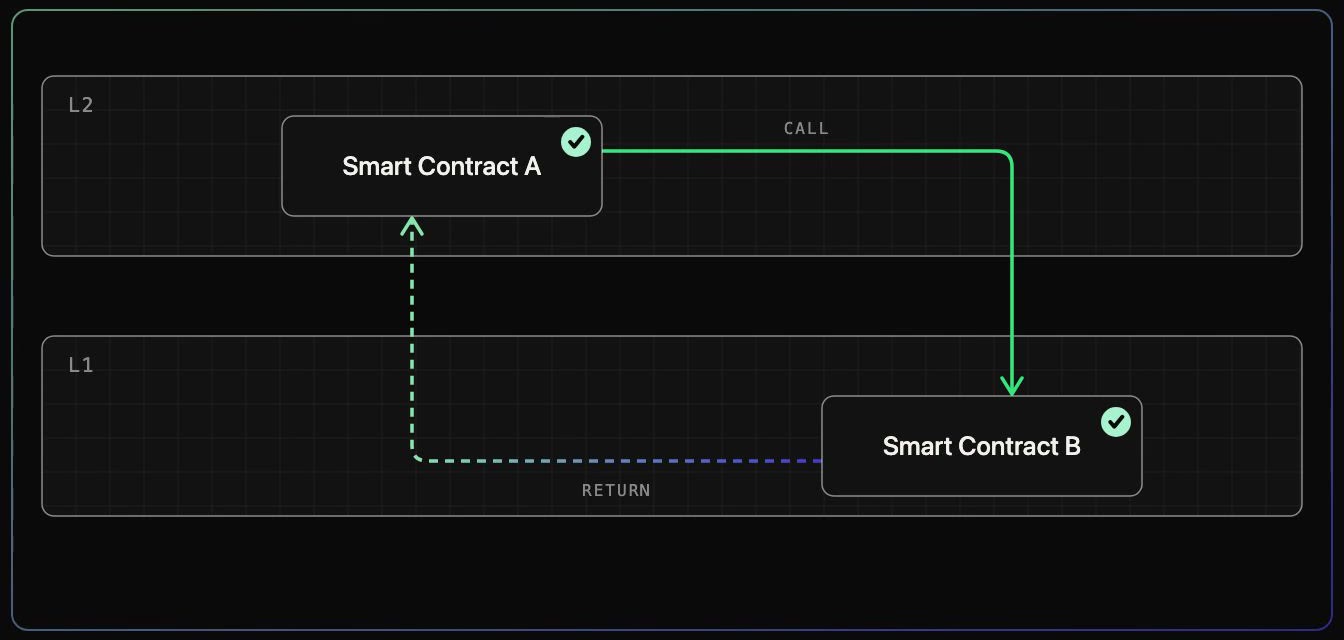 L2
CALL
Smart Contract A
L1
Smart Contract B
RETURN